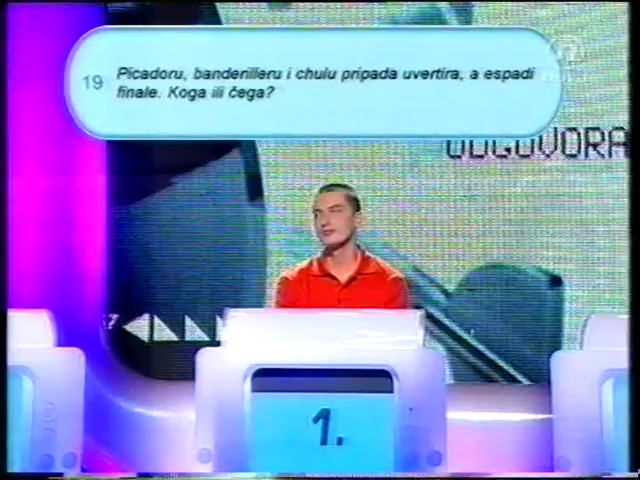 19 Picadoru, banderilleru i chulu pripada uvertira, a espadi
finale. Koga ili čega?
ODGOVORA
1.